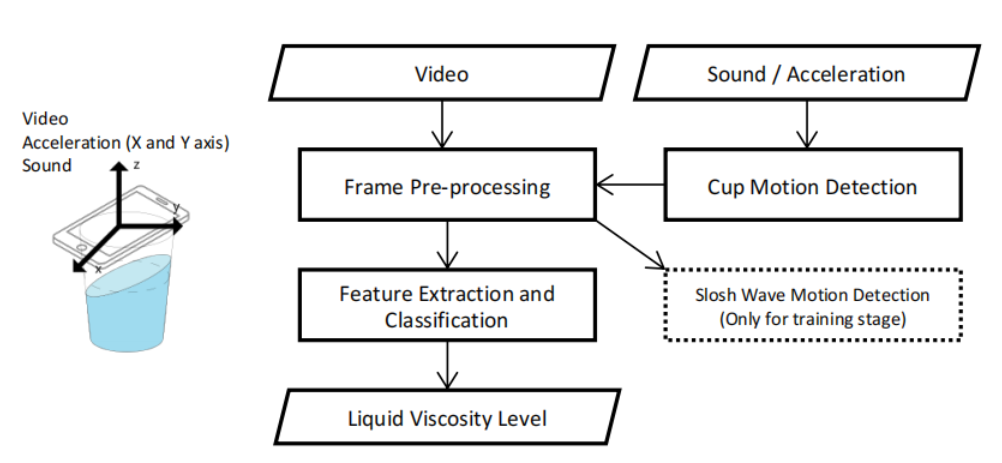 Video
Acceleration (X and Y axis)
Sound
z
y
x
Video
Sound / Acceleration
Frame Pre-processing
Cup Motion Detection
Feature Extraction and
Classification
Slosh Wave Motion Detection
(Only for training stage)
Liquid Viscosity Level